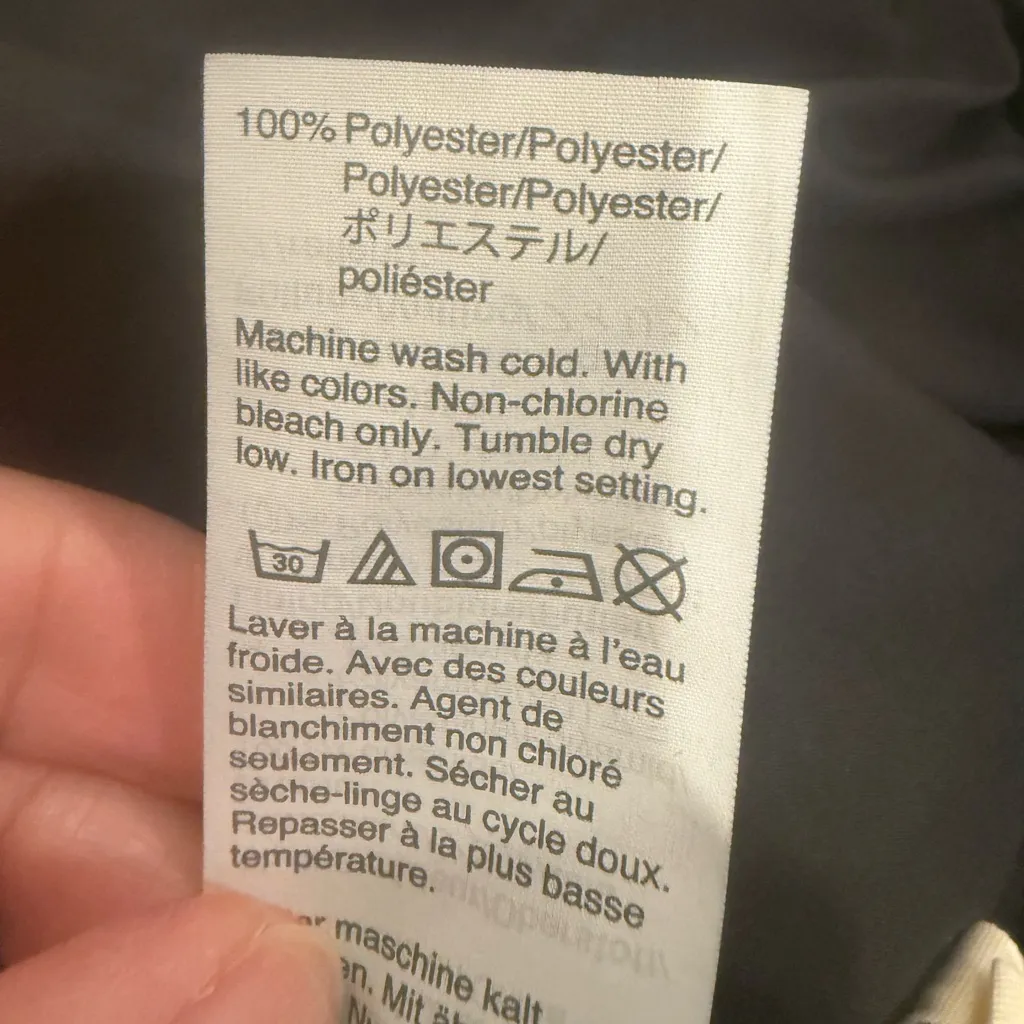 100% Polyester/Polyester/
Polyester/Polyester/
ポリエステル/
poliéster
Machine wash cold. With
like colors. Non-chlorine
bleach only. Tumble dry
low. Iron on lowest setting.
30
Laver à la machine à l'eau
froide. Avec des couleurs
similaires. Agent de
blanchiment non chloré
seulement. Sécher au
sèche-linge au cycle doux.
Repasser à la plus basse
température.
maschine kalt
Mit